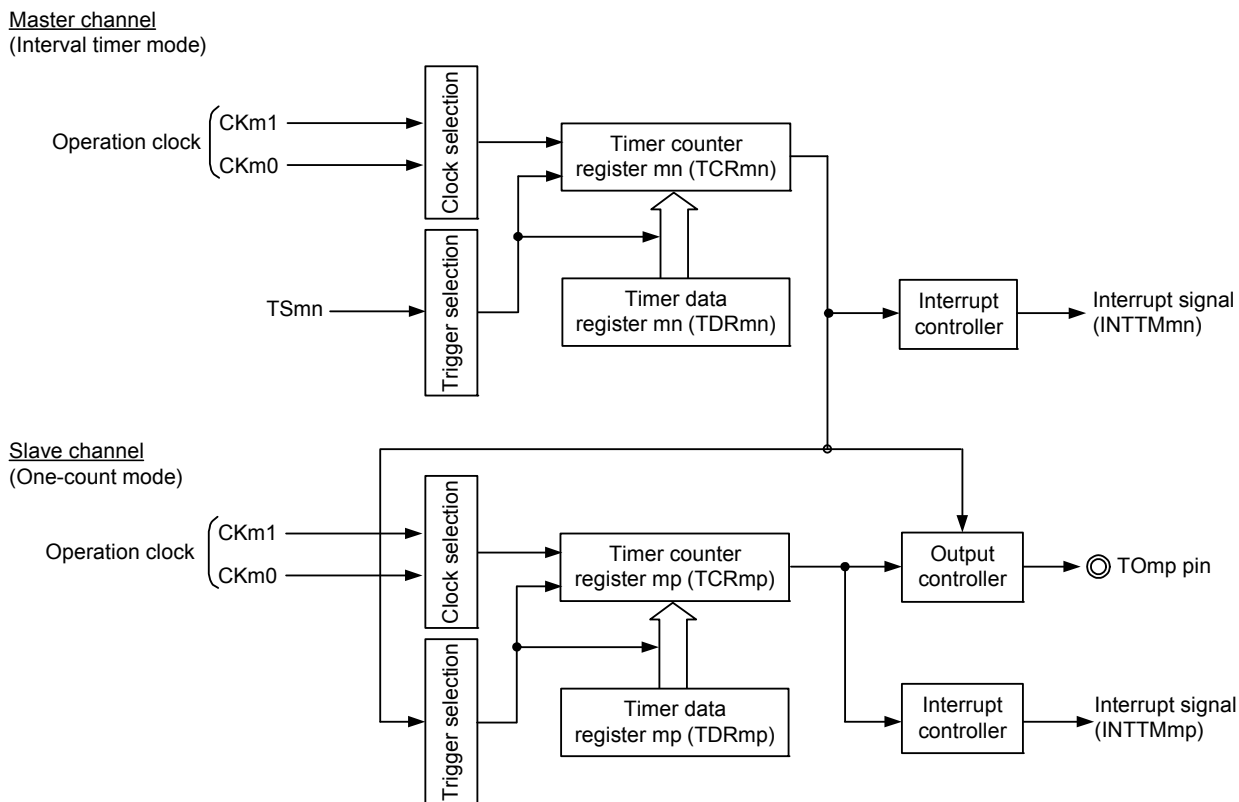 Master channel
(Interval timer mode)
Operation clock
CKm1
CKm0
Clock selection
Timer counter
register mn (TCRmn)
TSmn
Trigger selection
Timer data
register mn (TDRmn)
Interrupt
controller
Interrupt signal
(INTTMmn)
Slave channel
(One-count mode)
Operation clock
CKm1
CKm0
Clock selection
Timer counter
register mp (TCRmp)
Output
controller
TOmp pin
Trigger selection
Timer data
register mp (TDRmp)
Interrupt
controller
Interrupt signal
(INTTMmp)